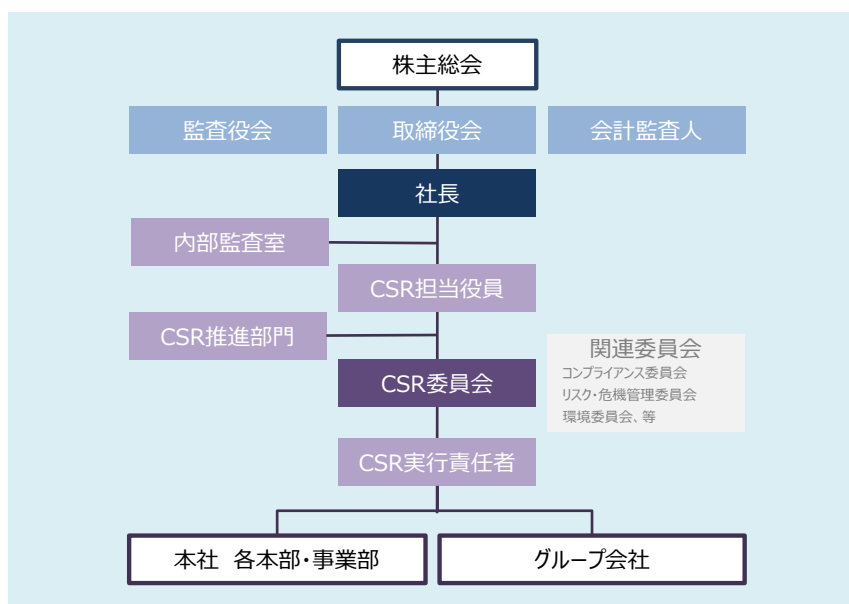 株主総会
監査役会
取締役会
会計監査人
社長
内部監査室
CSR担当役員
CSR推進部門
関連委員会
コンプライアンス委員会
リスク・危機管理委員会
環境委員会、等
CSR委員会
CSR実行責任者
本社 各本部・事業部
グループ会社